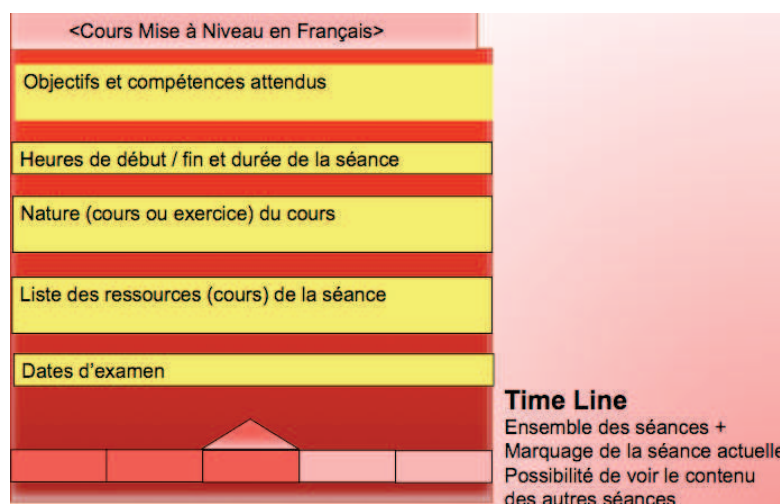 <Cours Mise à Niveau en Français>
Objectifs et compétences attendus
Heures de début / fin et durée de la séance
Nature (cours ou exercice) du cours
Liste des ressources (cours) de la séance
Dates d'examen
Time Line
Ensemble des séances +
Marquage de la séance actuelle
Possibilité de voir le contenu
des autres séances